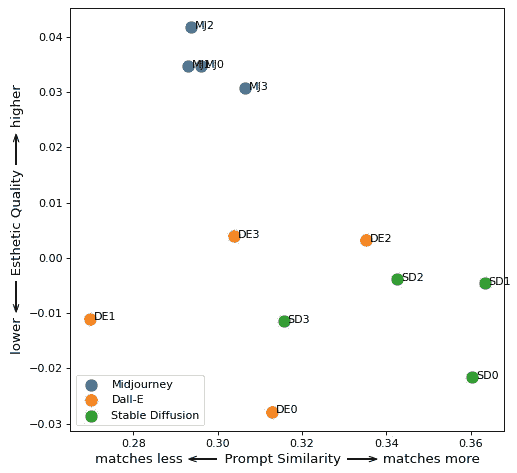 lower ← Esthetic Quality → higher
0.04
0.03
0.02
0.01
0.00
−0.01
−0.02
−0.03
MJ2
MJ1
MJ0
MJ3
DE3
DE2
SD2
SD1
DE1
SD3
SD0
DE0
Midjourney
Dall-E
Stable Diffusion
0.28 0.30 0.32 0.34 0.36
matches less ← Prompt Similarity → matches more